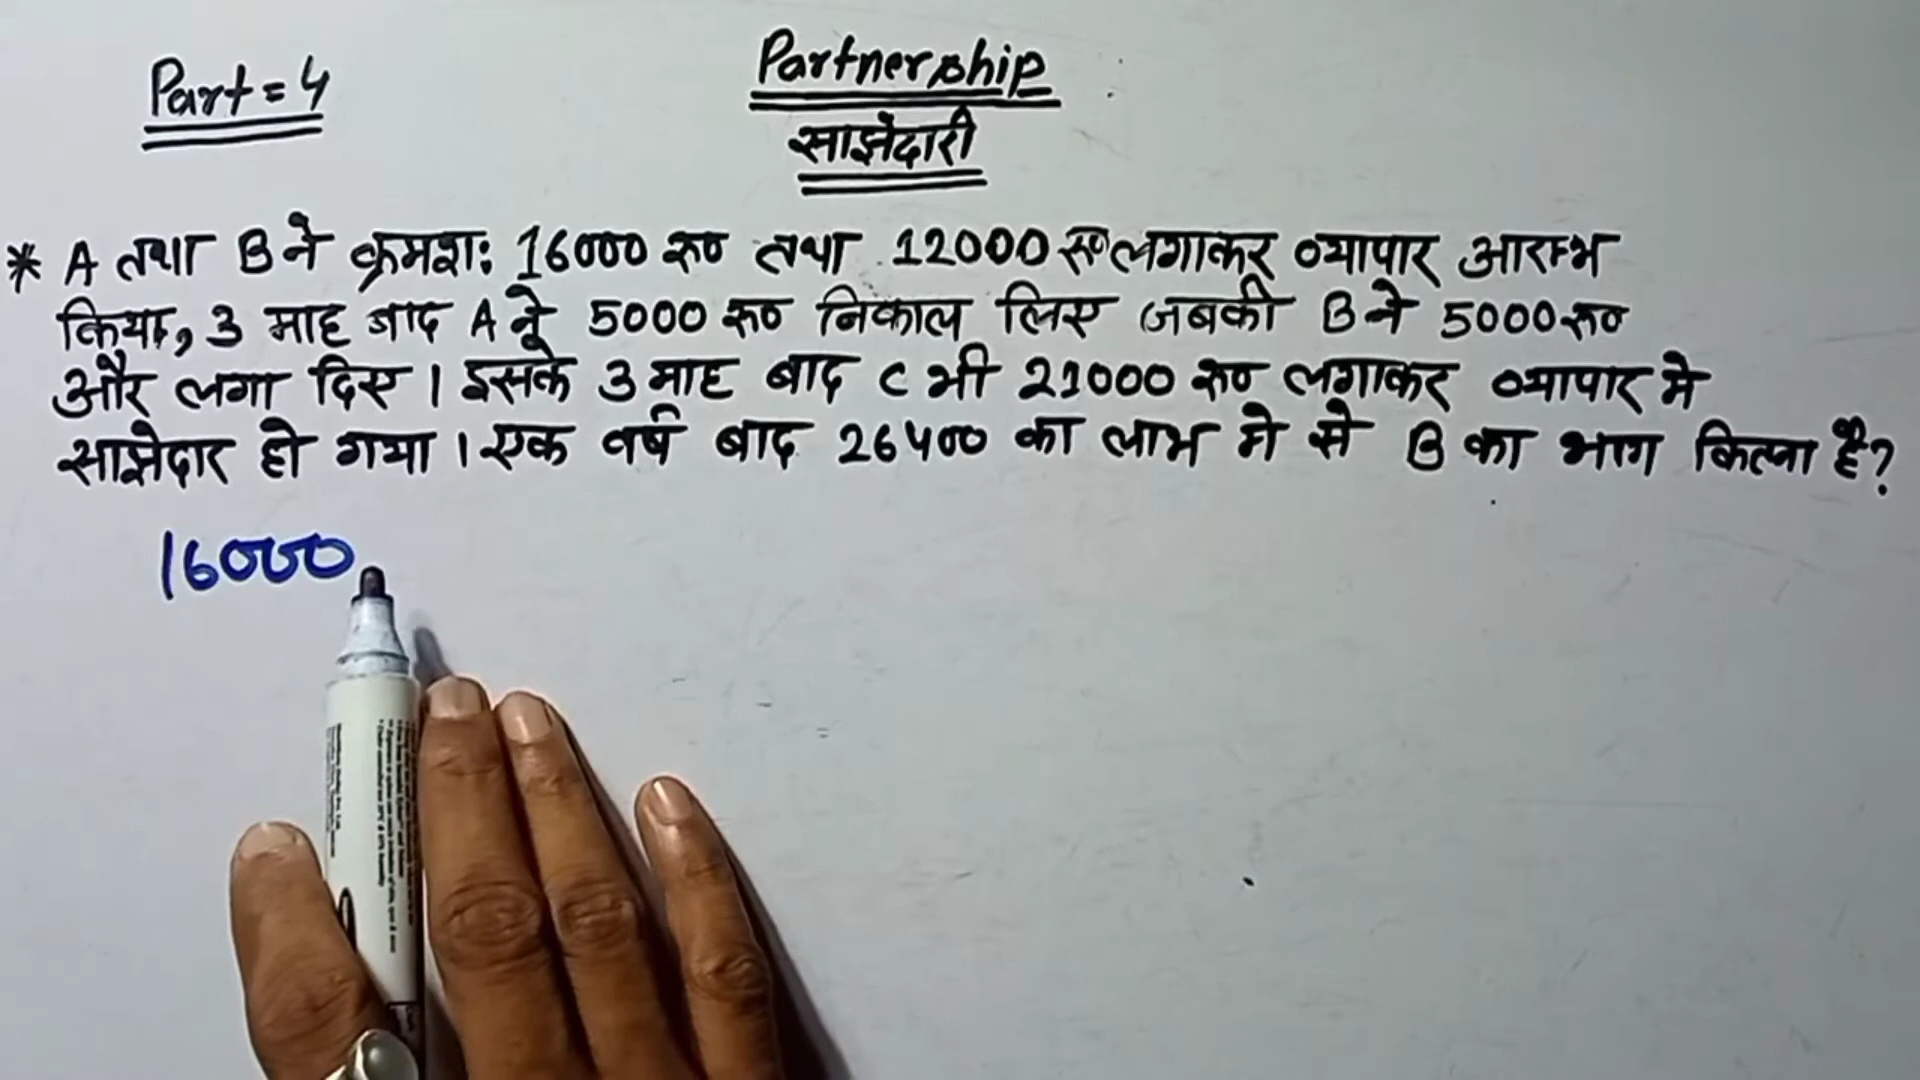 Part = 4
Partnership
साझेदारी
* A तथा B ने क्रमश: 16000 रू० तथा 12000 रू० लगाकर व्यापार आरम्भ
किया, 3 माह बाद A ने 5000 रू० निकाल लिए जबकी B ने 5000 रू०
और लगा दिए । इसके 3 माह बाद C भी 21000 रू० लगाकर व्यापार मे
साझेदार हो गया । एक वर्ष बाद 26400 का लाभ मे से B का भाग कितना है ?
16000